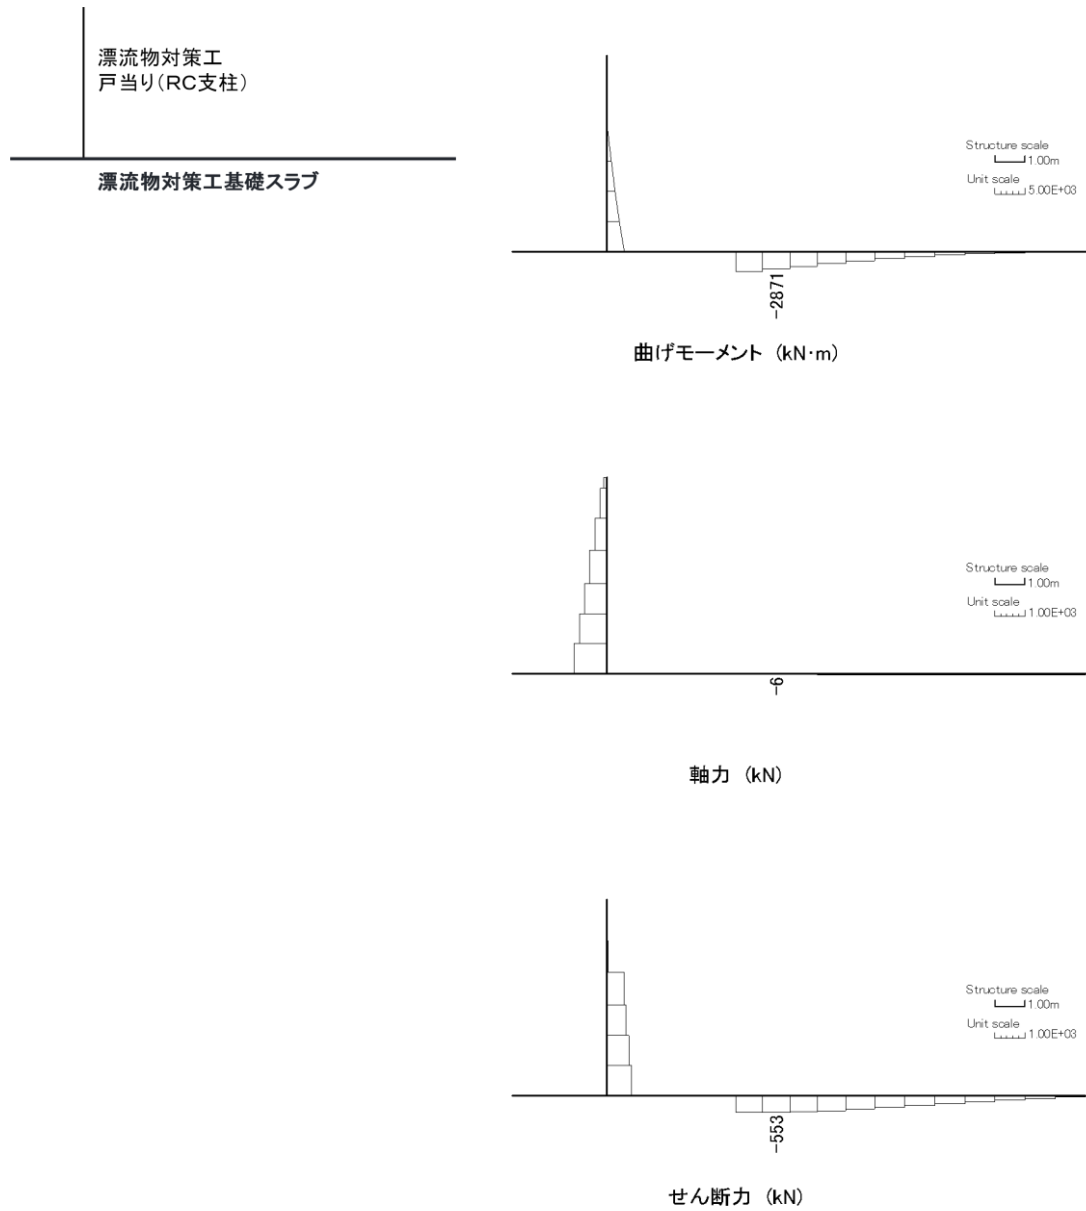 漂流物対策工
戸当り(RC支柱)
漂流物対策工基礎スラブ
Structure scale
1.00m
Unit scale
5.00E+03
-2871
曲げモーメント (kN･m)
Structure scale
1.00m
Unit scale
1.00E+03
-6
軸力 (kN)
Structure scale
1.00m
Unit scale
1.00E+03
-553
せん断力 (kN)